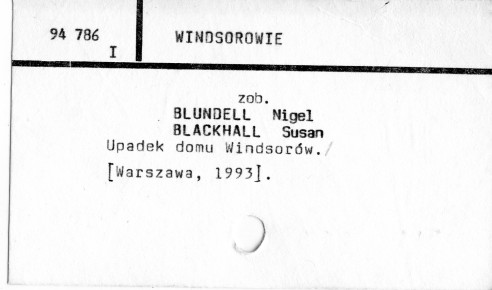 94 786 WINDSOROWIE
I
zob.
BLUNDELL Nigel
BLACKHALL Susan
Upadek domu Windsorów./
[Warszawa, 1993].